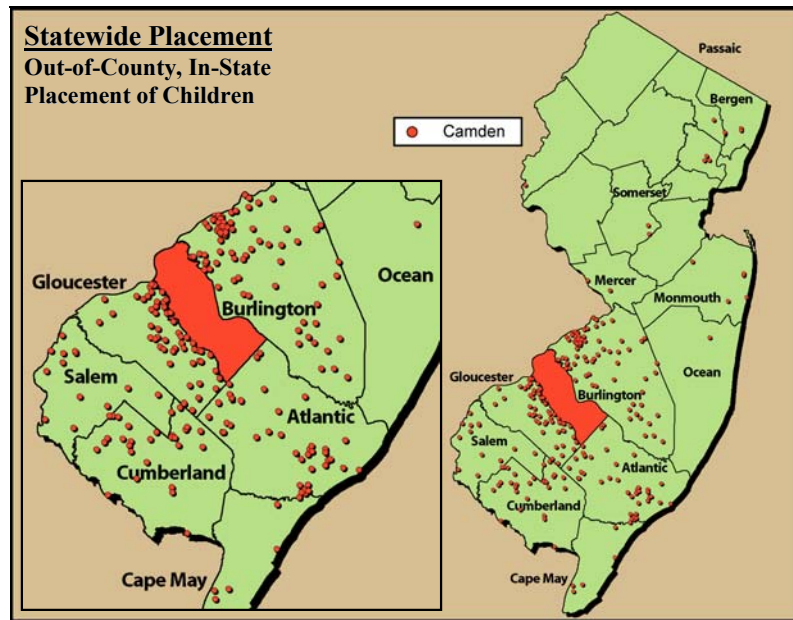 Statewide Placement
Out-of-County, In-State
Placement of Children
Camden
Passaic
Bergen
Somerset
Mercer
Monmouth
Ocean
Gloucester
Burlington
Salem
Atlantic
Cumberland
Cape May
Gloucester
Ocean
Burlington
Salem
Atlantic
Cumberland
Cape May